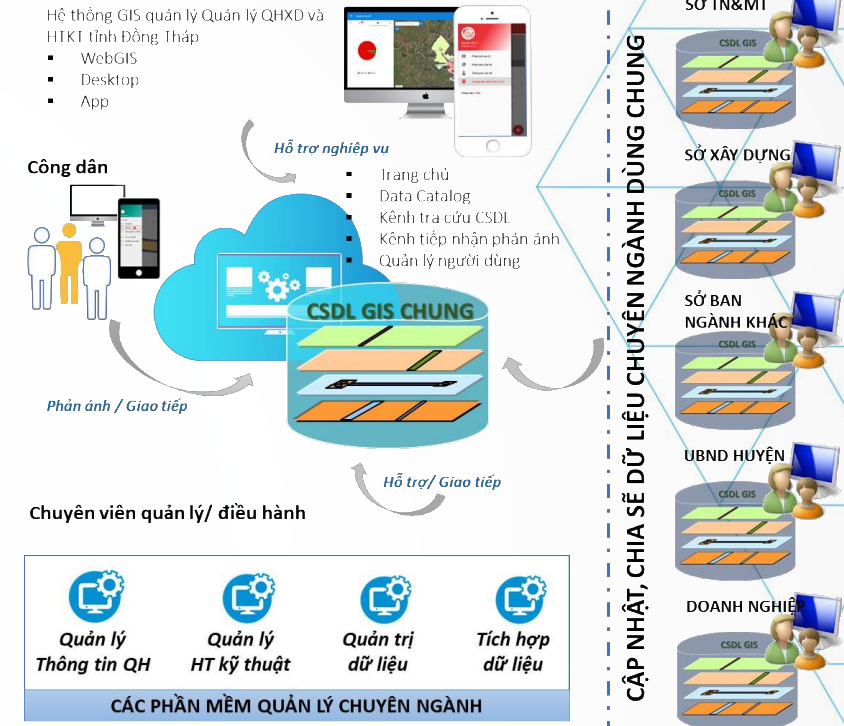 Hệ thống GIS quản lý Quản lý QHXD và
HTKT tỉnh Đồng Tháp
▪ WebGIS
▪ Desktop
▪ App
Hỗ trợ nghiệp vụ
Công dân
▪ Trang chủ
▪ Data Catalog
▪ Kênh tra cứu CSDL
▪ Kênh tiếp nhận phản ánh
▪ Quản lý người dùng
CSDL GIS CHUNG
Phản ánh / Giao tiếp
Hỗ trợ/ Giao tiếp
Chuyên viên quản lý/ điều hành
Quản lý
Thông tin QH
Quản lý
HT kỹ thuật
Quản trị
dữ liệu
Tích hợp
dữ liệu
CÁC PHẦN MỀM QUẢN LÝ CHUYÊN NGÀNH
CẬP NHẬT, CHIA SẼ DỮ LIỆU CHUYÊN NGÀNH DÙNG CHUNG
SỞ TN&MT
CSDL GIS
SỞ XÂY DỰNG
CSDL GIS
SỞ BAN
NGÀNH KHÁC
CSDL GIS
UBND HUYỆN
CSDL GIS
DOANH NGHIỆP
CSDL GIS